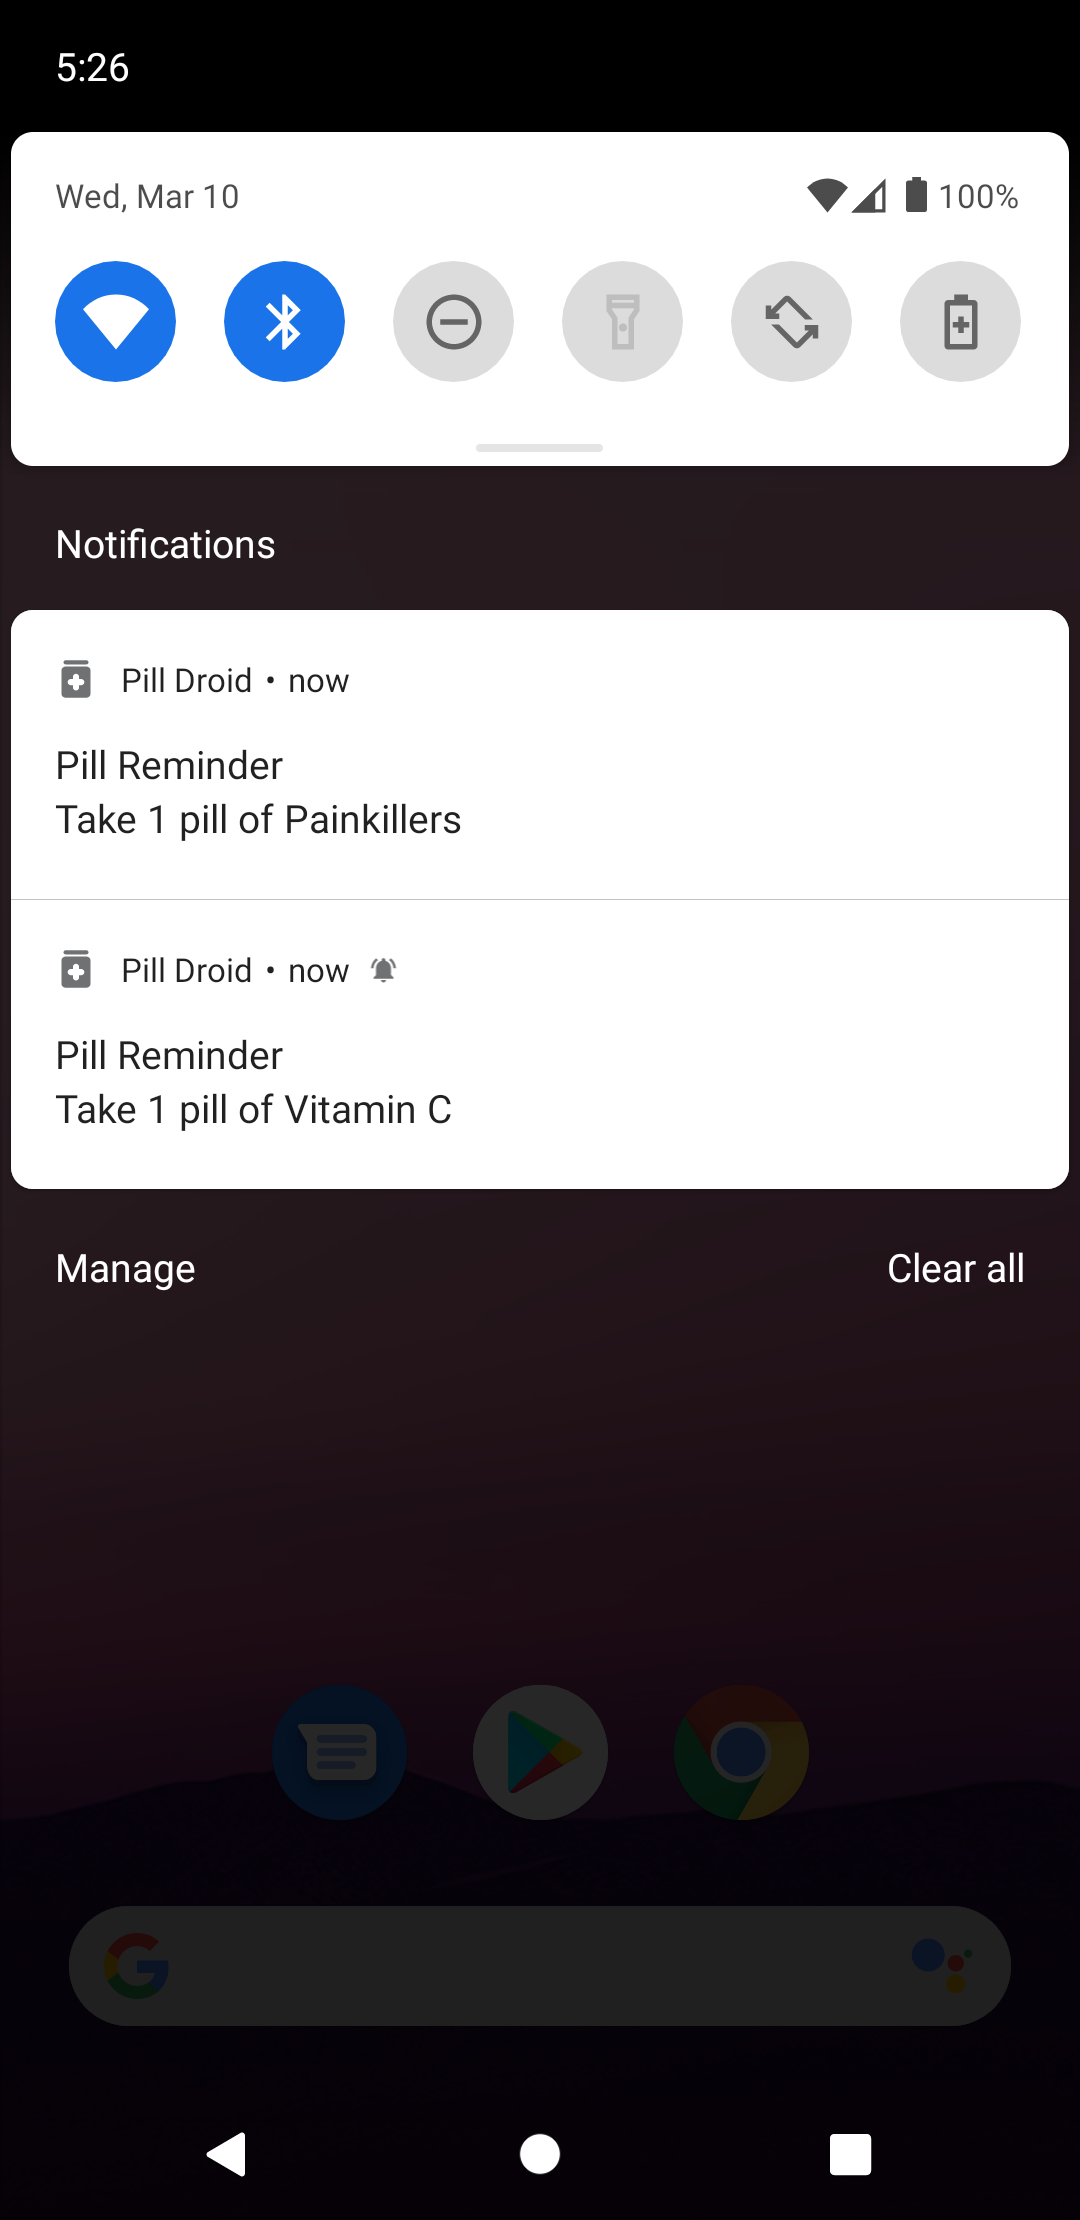 5:26
Wed, Mar 10
100%
Notifications
Pill Droid • now
Pill Reminder
Take 1 pill of Painkillers
Pill Droid • now
Pill Reminder
Take 1 pill of Vitamin C
Manage
Clear all